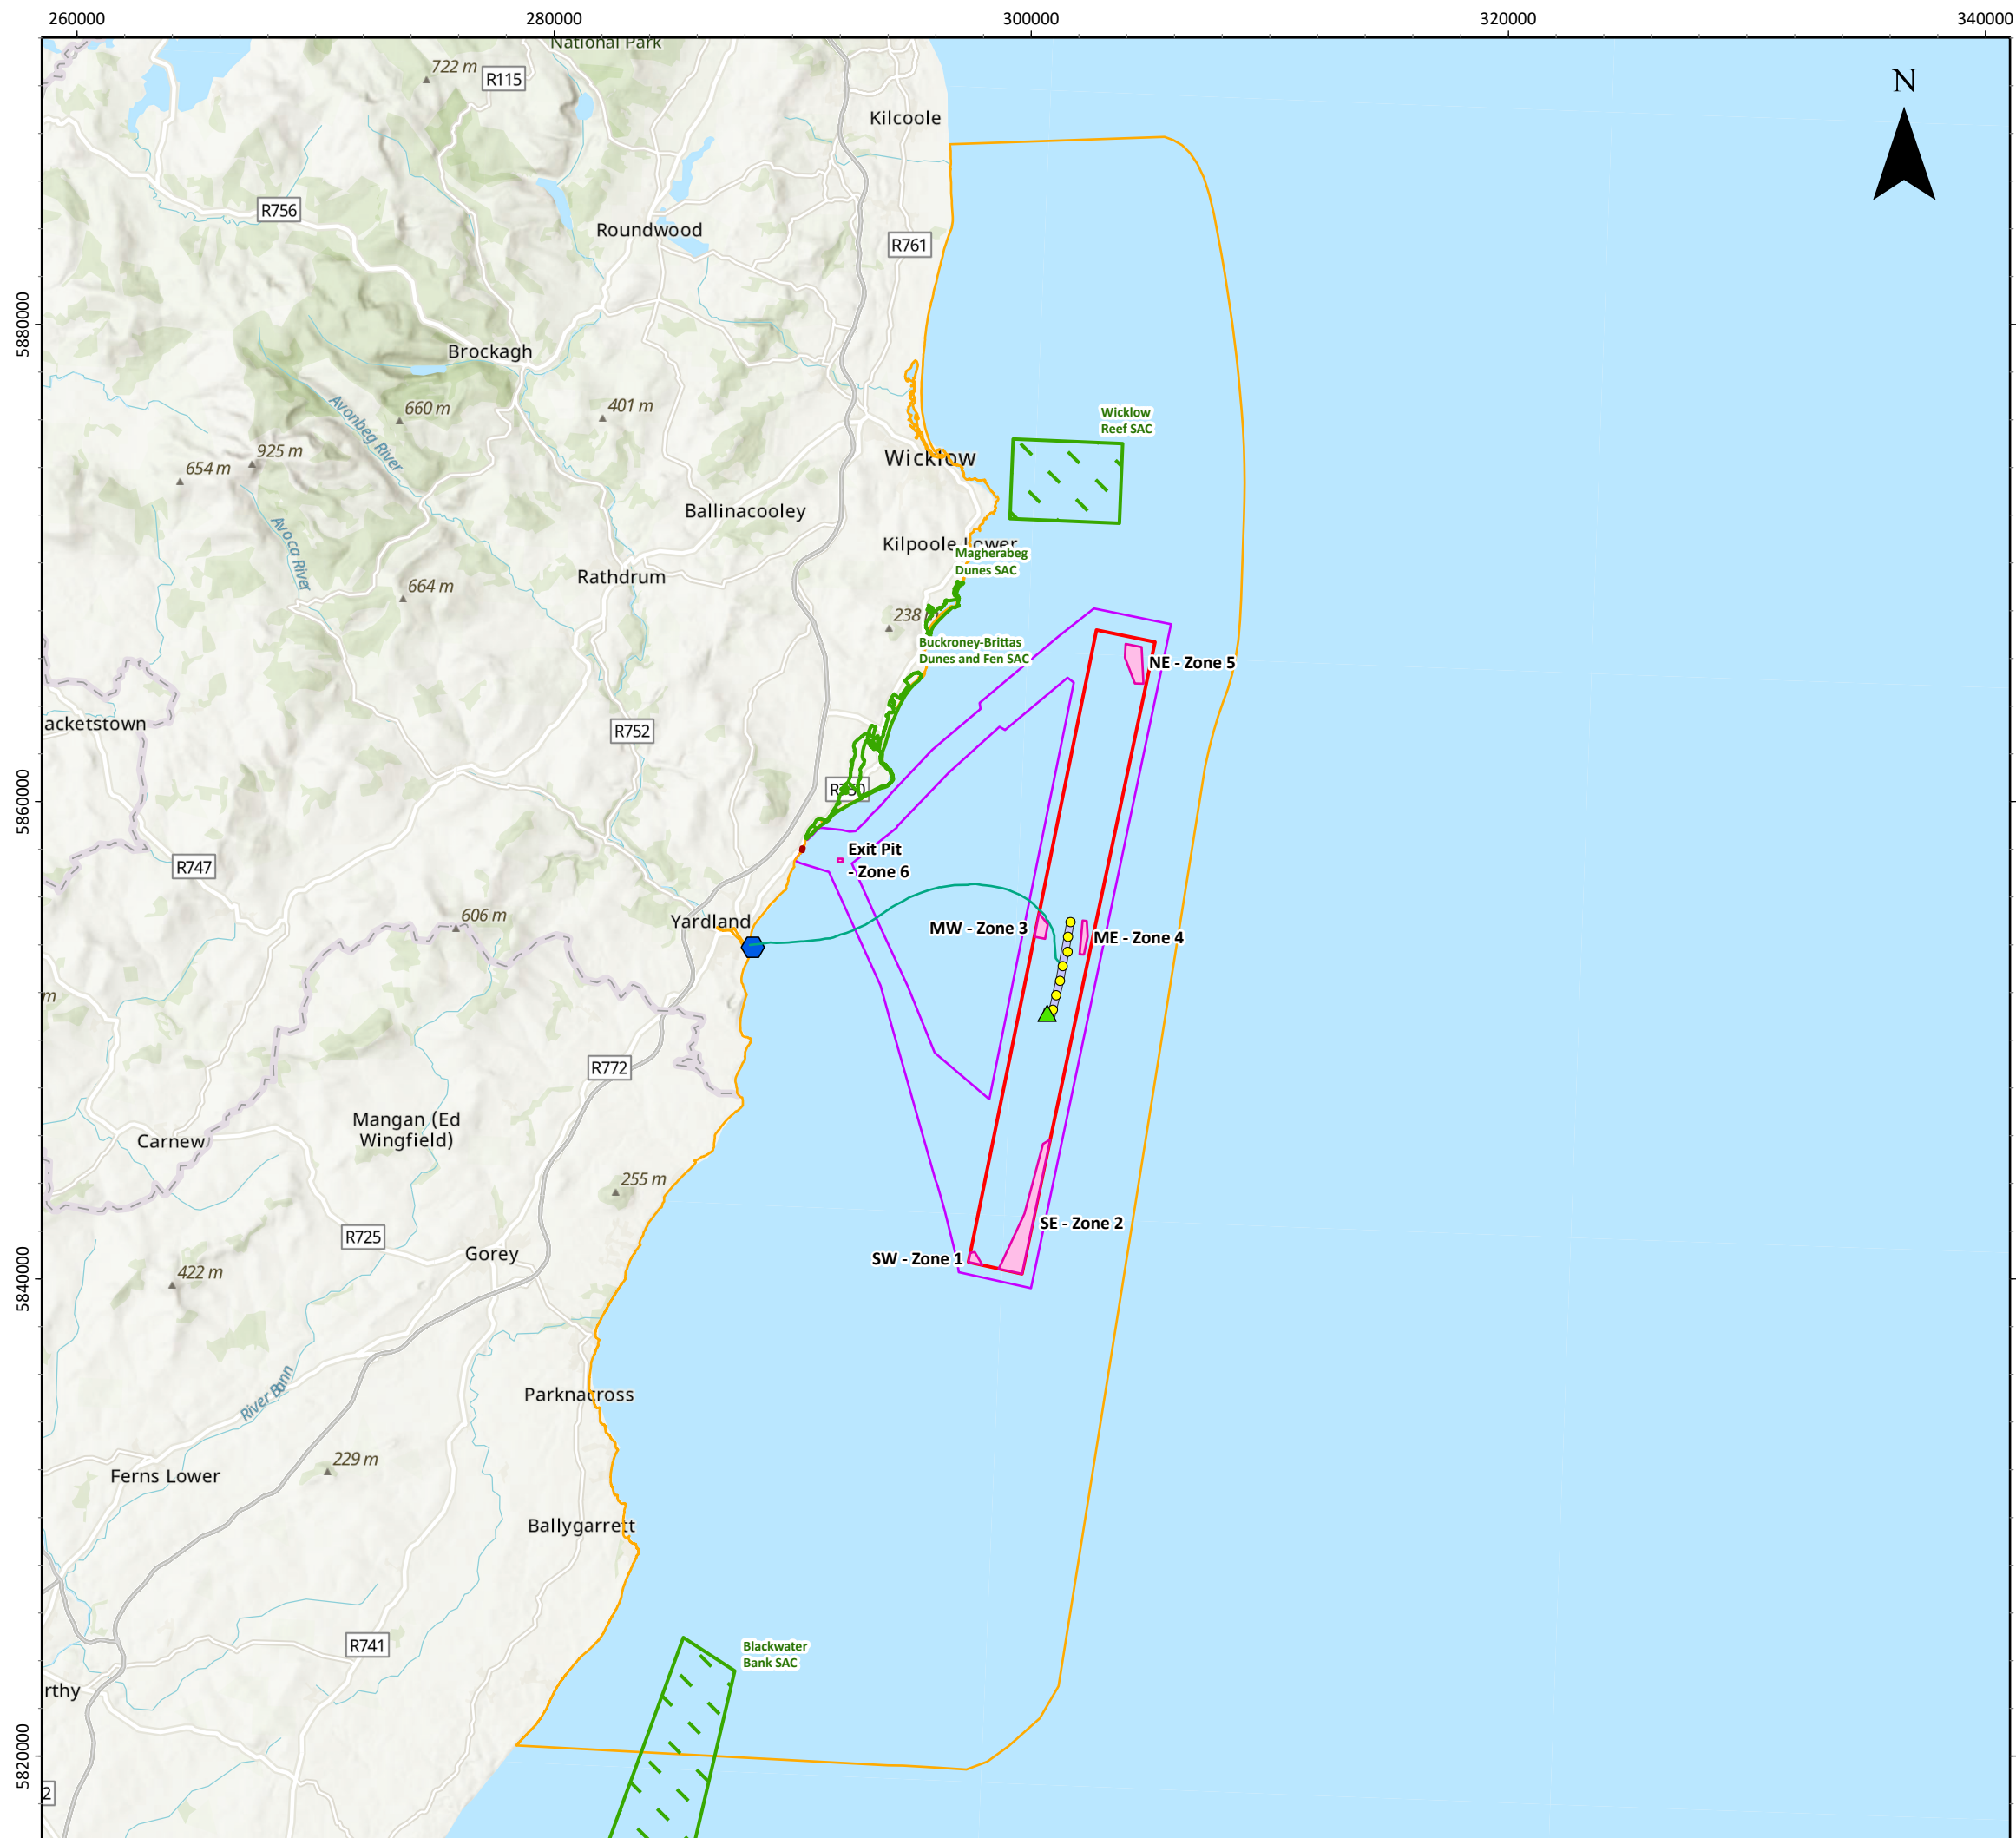 260000
280000
300000
320000
340000
National Park
722 m
R115
N
Kilcoole
R756
Roundwood
R761
5880000
Brockagh
660 m
401 m
Avonbeg River
Wicklow
Reef SAC
925 m
654 m
Wicklow
Ballinacooley
Avoca River
Kilpoole Lower
Magherabeg
Dunes SAC
Rathdrum
664 m
238
Buckroney-Brittas
Dunes and Fen SAC
NE - Zone 5
acketstown
R752
R750
5860000
Exit Pit
- Zone 6
R747
606 m
Yardland
MW - Zone 3
ME - Zone 4
m
R772
Mangan (Ed
Wingfield)
Carnew
255 m
SE - Zone 2
R725
Gorey
SW - Zone 1
422 m
5840000
River Bann
Parknacross
229 m
Ferns Lower
Ballygarrett
R741
Blackwater
Bank SAC
rthy
5820000
2